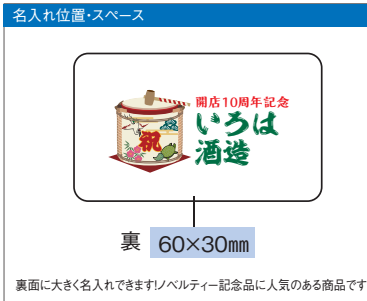 名入れ位置・スペース
開店10周年記念
いろは
酒造
祝
裏 60×30㎜
裏面に大きく名入れできます!ノベルティー記念品に人気のある商品です